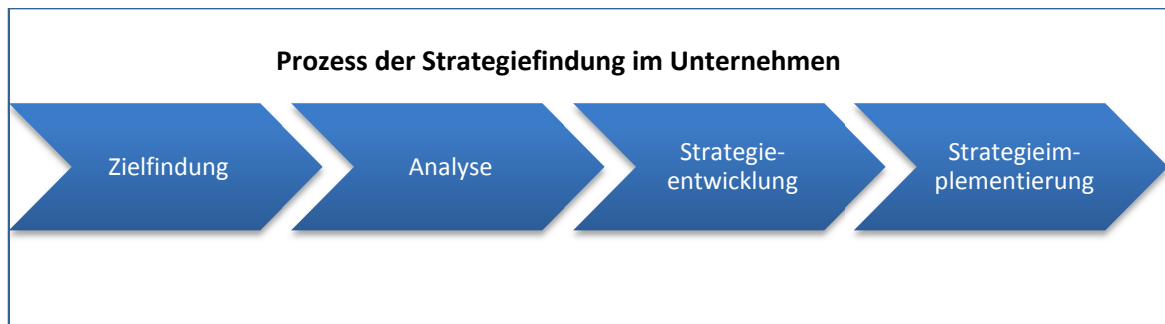 Prozess der Strategiefindung im Unternehmen
Zielfindung
Analyse
Strategie-
entwicklung
Strategieim-
plementierung